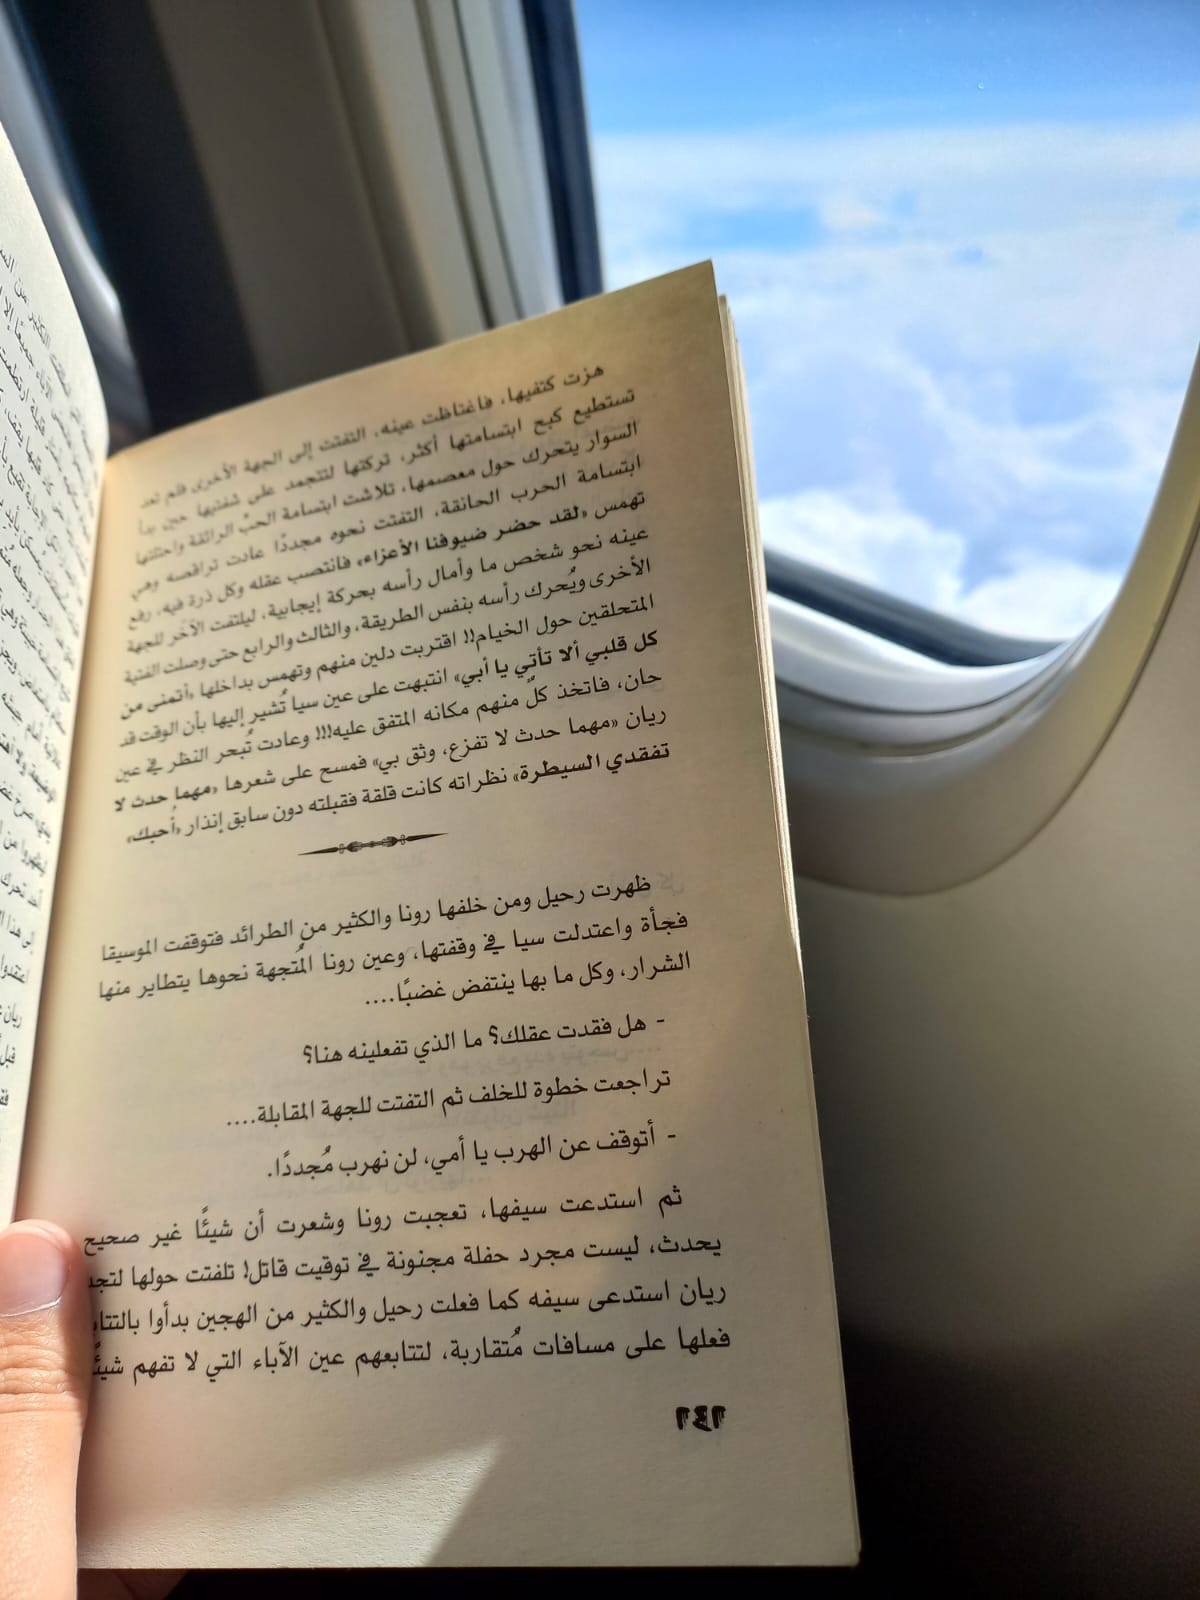 هزت كتفيها، فاغتاظت عينه، التفتت إلى الجهة الأخرى فلم تعد
تستطيع كبح ابتسامتها أكثر، تركتها لتتجمد على شفتيها حين بدأ
السوار يتحرك حول معصمها، تلاشت ابتسامة الحبّ الرائقة واحتلتها
ابتسامة الحرب الحانقة، التفتت نحوه مجددًا عادت تراقصه وهي
تهمس «لقد حضر ضيوفنا الأعزاء» فانتصب عقله وكل ذرة فيه، رفع
عينه نحو شخص ما وأمال رأسه بحركة إيجابية، ليلتفت الآخر للجهة
الأخرى ويُحرك رأسه بنفس الطريقة، والثالث والرابع حتى وصلت الفتية
المتحلقين حول الخيام!! اقتربت دلين منهم وتهمس بداخلها «أتمنى من
كل قلبي ألا تأتي يا أبي» انتبهت على عين سيا تُشير إليها بأن الوقت قد
حان، فاتخذ كلٌ منهم مكانه المتفق عليه!!! وعادت تُبحر النظر في عين
ريان «مهما حدث لا تفزع، وثق بي» فمسح على شعرها «مهما حدث لا
تفقدي السيطرة» نظراته كانت قلقة فقبلته دون سابق إنذار «أحبك»
ظهرت رحيل ومن خلفها رونا والكثير من الطرائد فتوقفت الموسيقا
فجأة واعتدلت سيا في وقفتها، وعين رونا المُتجهة نحوها يتطاير منها
الشرار، وكل ما بها ينتفض غضبًا....
- هل فقدت عقلك؟ ما الذي تفعلينه هنا؟
تراجعت خطوة للخلف ثم التفتت للجهة المقابلة....
- أتوقف عن الهرب يا أمي، لن نهرب مُجددًا.
ثم استدعت سيفها، تعجبت رونا وشعرت أن شيئًا غير صحيح
يحدث، ليست مجرد حفلة مجنونة في توقيت قاتل! تلفتت حولها لتجد
ريان استدعى سيفه كما فعلت رحيل والكثير من الهجين بدأوا
فعلها على مسافات مُتقاربة، لتتابعهم عين الآباء التي لا تفهم